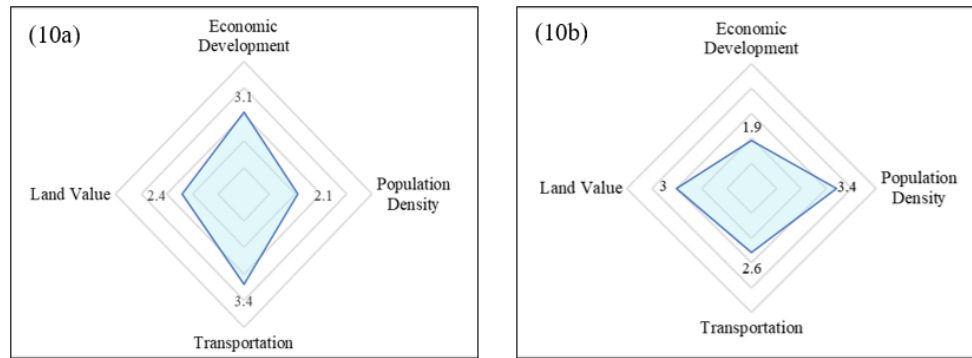 (10a)
Economic
Development
3.1
Land Value
2.4
2.1
Population
Density
3.4
Transportation
(10b)
Economic
Development
1.9
Land Value
3
3.4
Population
Density
2.6
Transportation